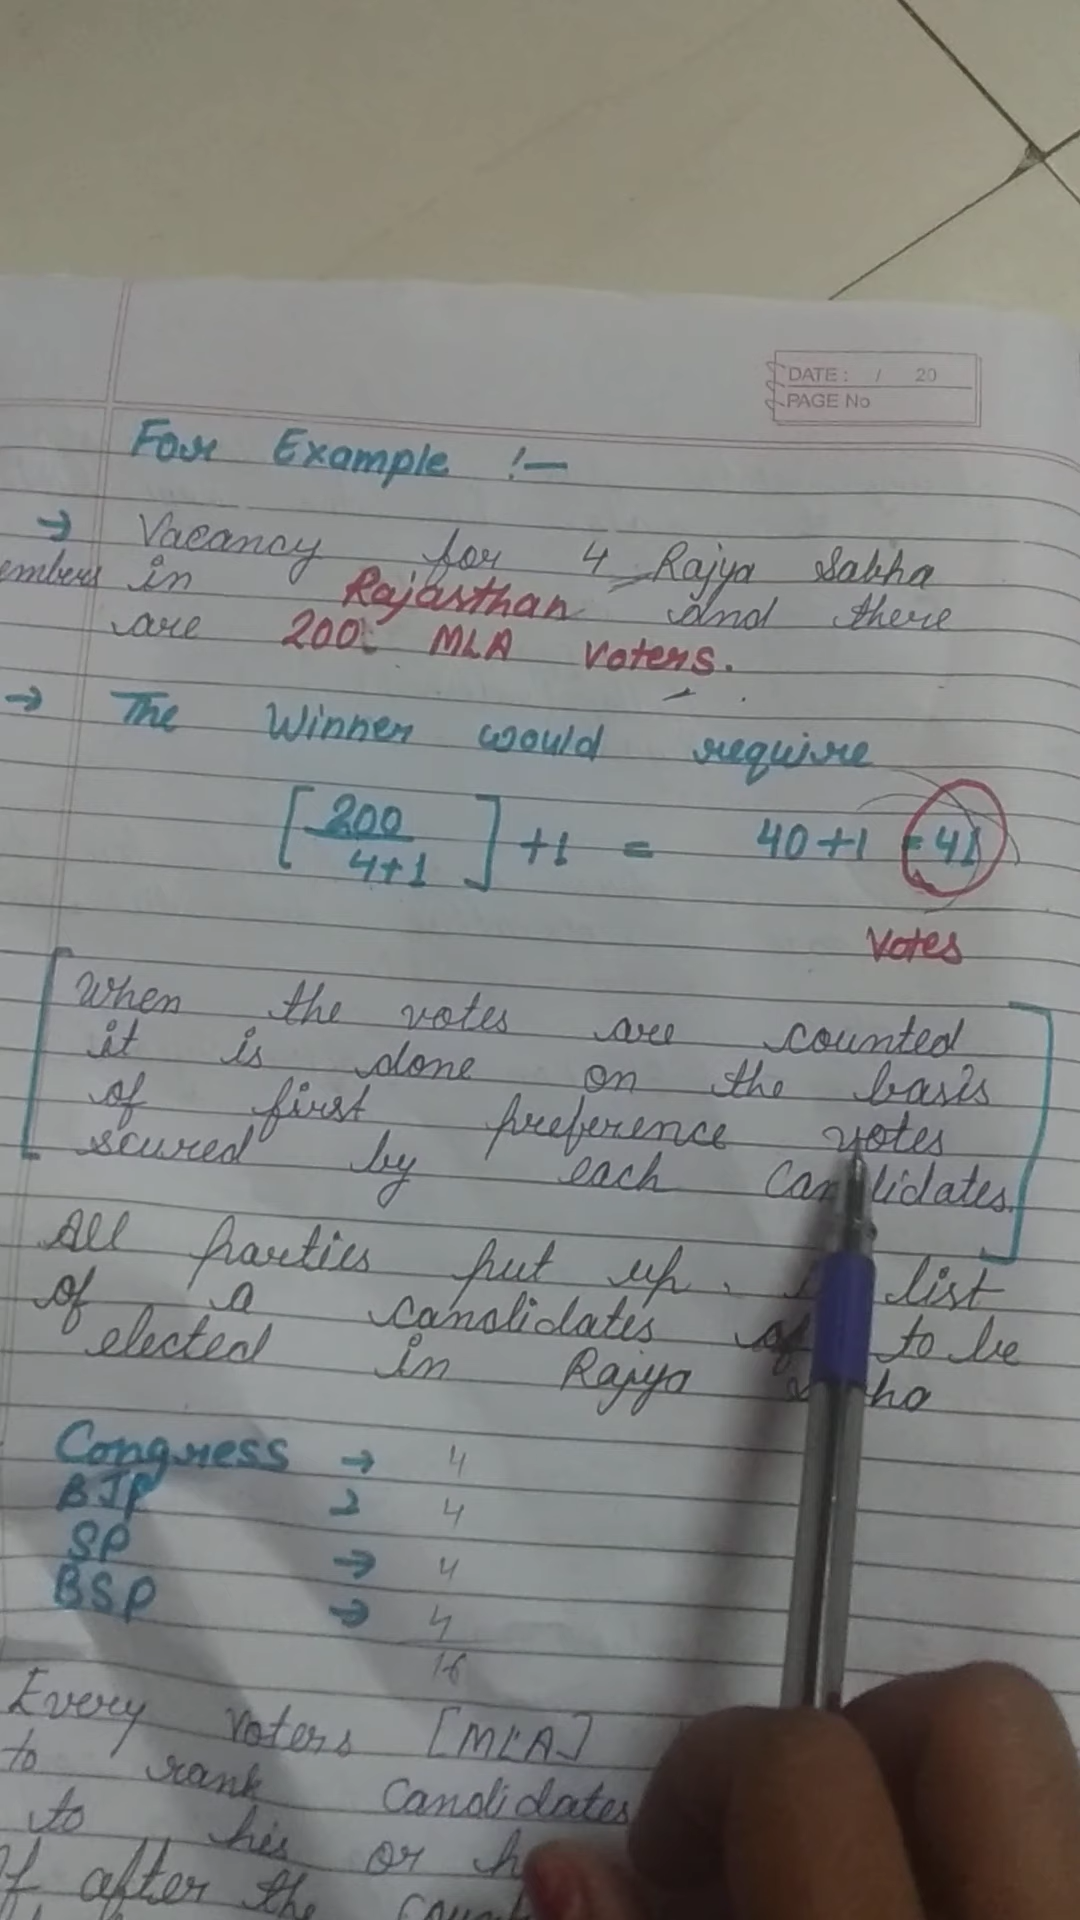 DATE: / 20
PAGE No
For Example :-
→ Vacancy for 4 Rajya Sabha
embers in Rajasthan and there
are 200 MLA voters.
→ The Winner would require
[200/4+1] +1 = 40+1 = 41
Votes
[When the votes are counted
it is done on the basis
of first preference votes
scured by each candidates.]
All parties put up list
of a candidates to be
elected in Rajya
Congress → 4
BJP → 4
SP → 4
BSP → 4
16
Every voters [MLA]
to rank Candidates
to his or
If after the